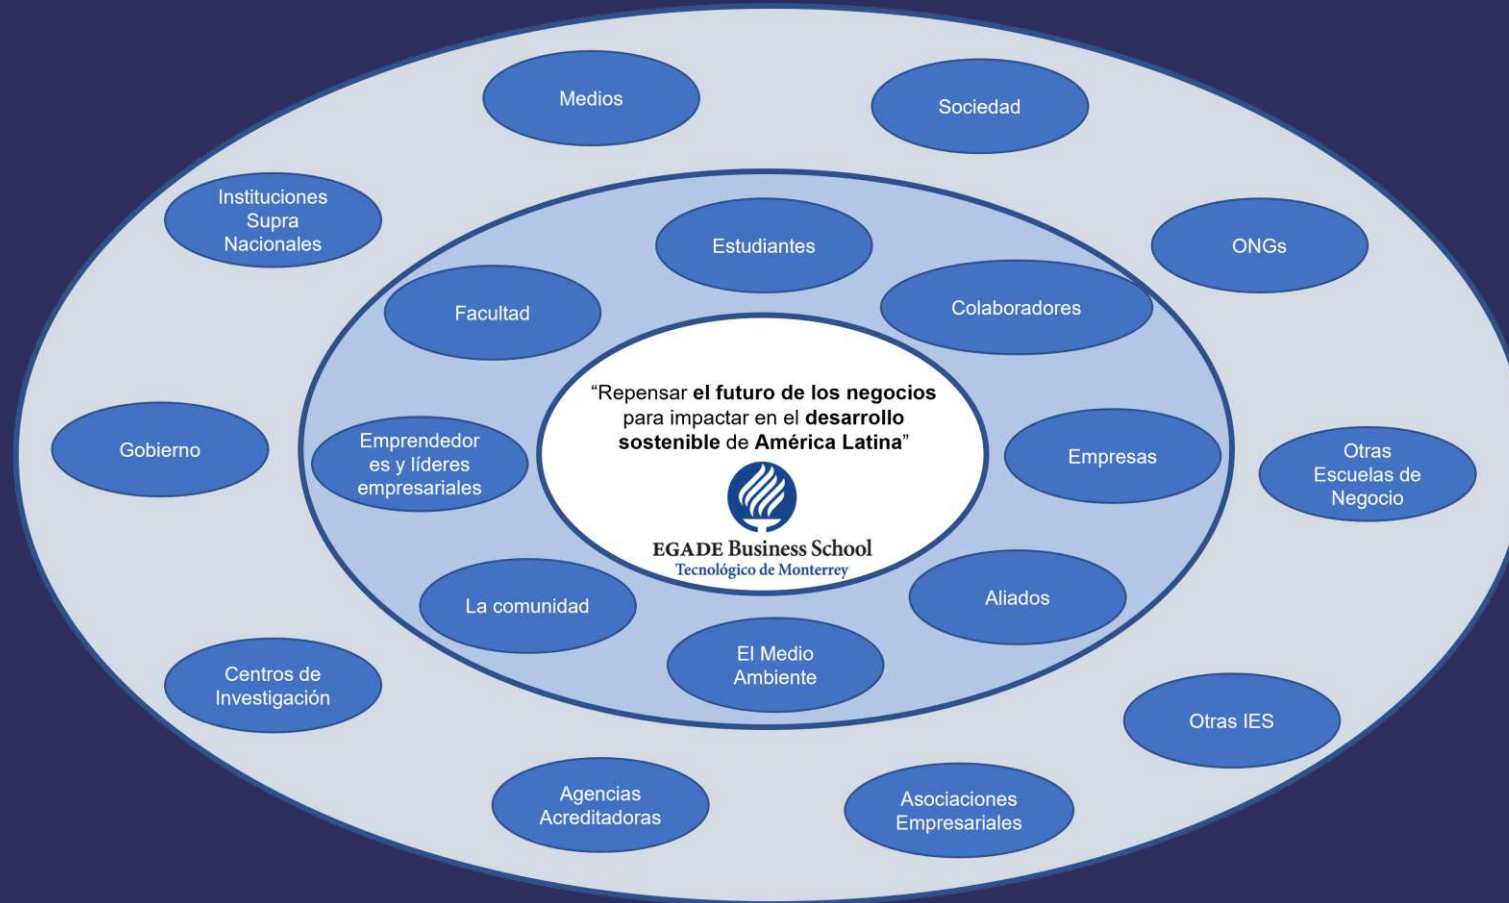 Medios
Sociedad
Instituciones
Supra
Nacionales
Estudiantes
ONGs
Facultad
Colaboradores
“Repensar el futuro de los negocios
para impactar en el desarrollo
sostenible de América Latina”
Gobierno
Emprendedor
es y líderes
empresariales
Empresas
Otras
Escuelas de
Negocio
EGADE Business School
Tecnológico de Monterrey
La comunidad
Aliados
El Medio
Ambiente
Centros de
Investigación
Otras IES
Agencias
Acreditadoras
Asociaciones
Empresariales